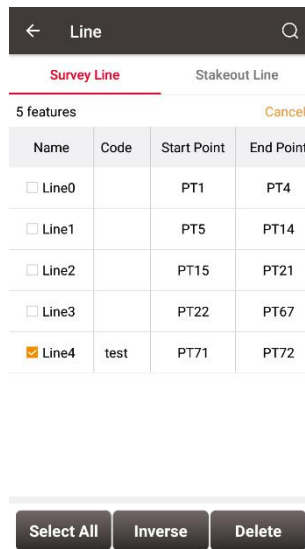 Line
Survey Line Stakeout Line
5 features Cancel
Name Code Start Point End Point
Line0 PT1 PT4
Line1 PT5 PT14
Line2 PT15 PT21
Line3 PT22 PT67
Line4 test PT71 PT72
Select All Inverse Delete